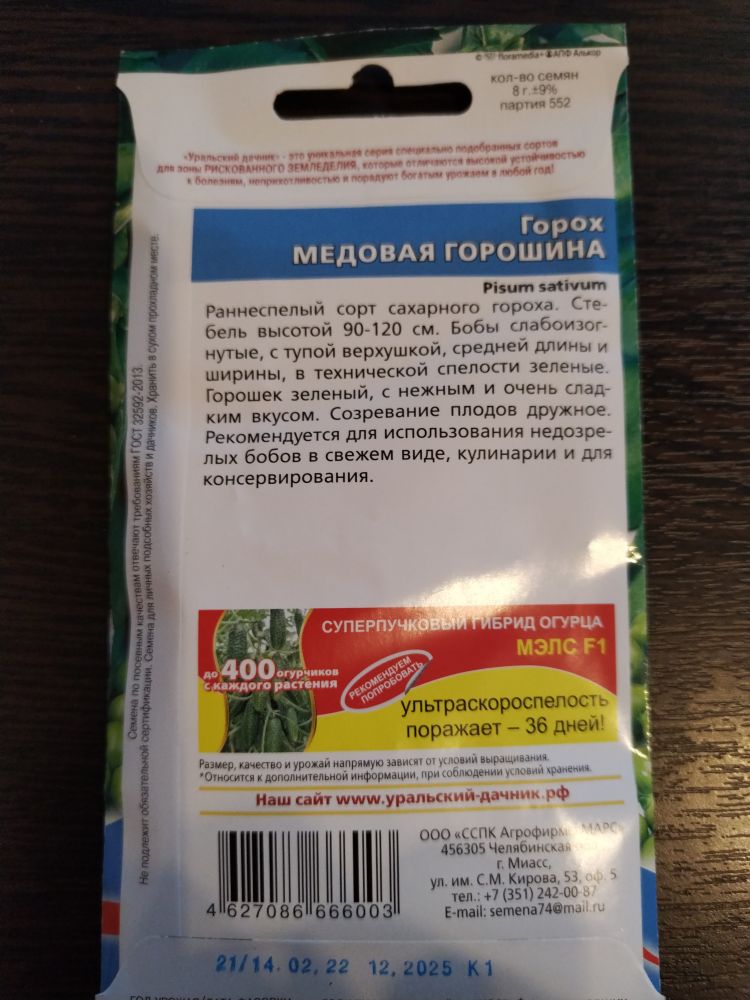 © floramedia+ АПФ Алькор
кол-во семян
8 г.±9%
партия 552
«Уральский дачник» - это уникальная серия специально подобранных сортов
для зоны РИСКОВАННОГО ЗЕМЛЕДЕЛИЯ, которые отличаются высокой устойчивостью
к болезням, неприхотливостью и порадуют богатым урожаем в любой год!
Горох
МЕДОВАЯ ГОРОШИНА
Pisum sativum
Раннеспелый сорт сахарного гороха. Сте-
бель высотой 90-120 см. Бобы слабоизог-
нутые, с тупой верхушкой, средней длины и
ширины, в технической спелости зеленые.
Горошек зеленый, с нежным и очень слад-
ким вкусом. Созревание плодов дружное.
Рекомендуется для использования недозре-
лых бобов в свежем виде, кулинарии и для
консервирования.
Семена по посевным качествам отвечают требованиям ГОСТ 32592-2013.
Не подлежит обязательной сертификации. Семена для личных подсобных хозяйств и дачников. Хранить в сухом прохладном месте.
СУПЕРПУЧКОВЫЙ ГИБРИД ОГУРЦА
МЭЛС F1
до 400 огурчиков
с каждого растения
РЕКОМЕНДУЕМ
ПОПРОБОВАТЬ
ультраскороспелость
поражает – 36 дней!
Размер, качество и урожай напрямую зависят от условий выращивания.
*Относится к дополнительной информации, при соблюдении условий хранения.
Наш сайт www.уральский-дачник.рф
ООО «ССПК Агрофирма МАРС»
456305 Челябинская
г. Миасс,
ул. им. С.М. Кирова, 53, оф. 5
тел.: +7 (351) 242-00-87
E-mail: semena74@mail.ru
4 627086 666003
21/14.02,22 12,2025 К1